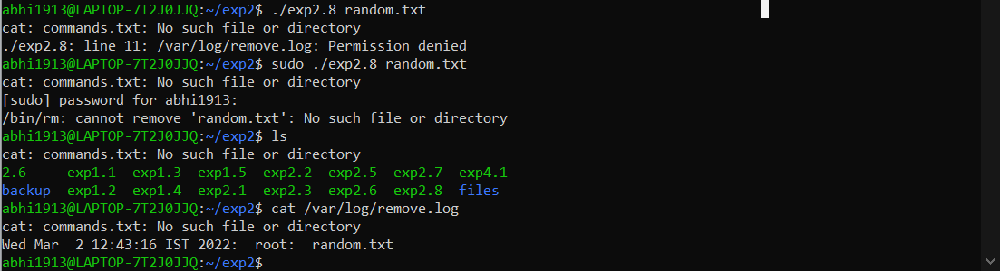 abhi1913@LAPTOP-7T2J0JJQ:~/exp2$ ./exp2.8 random.txt
cat: commands.txt: No such file or directory
./exp2.8: line 11: /var/log/remove.log: Permission denied
abhi1913@LAPTOP-7T2J0JJQ:~/exp2$ sudo ./exp2.8 random.txt
cat: commands.txt: No such file or directory
[sudo] password for abhi1913:
/bin/rm: cannot remove 'random.txt': No such file or directory
abhi1913@LAPTOP-7T2J0JJQ:~/exp2$ ls
cat: commands.txt: No such file or directory
2.6     exp1.1  exp1.3  exp1.5  exp2.2  exp2.5  exp2.7  exp4.1
backup  exp1.2  exp1.4  exp2.1  exp2.3  exp2.6  exp2.8  files
abhi1913@LAPTOP-7T2J0JJQ:~/exp2$ cat /var/log/remove.log
cat: commands.txt: No such file or directory
Wed Mar  2 12:43:16 IST 2022:  root:  random.txt
abhi1913@LAPTOP-7T2J0JJQ:~/exp2$